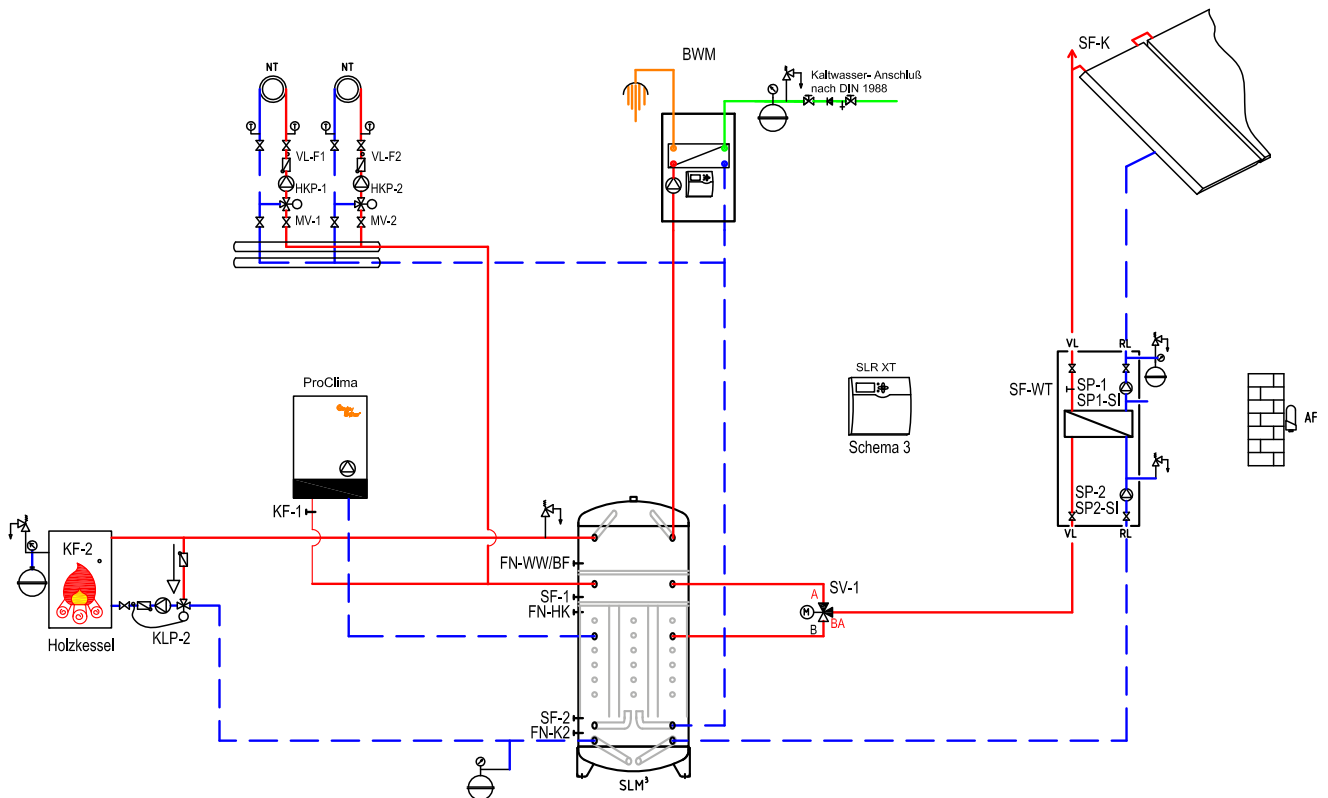 NT
NT
BWM
SF-K
Kaltwasser- Anschluß
nach DIN 1988
T
T
T
T
VL-F1
VL-F2
HKP-1
HKP-2
MV-1
MV-2
VL
RL
SF-WT
SP-1
SP1-SI
SP-2
SP2-SI
VL
RL
AF
SLR XT
Schema 3
ProClima
KF-1
KF-2
Holzkessel
KLP-2
FN-WW/BF
SF-1
FN-HK
SF-2
FN-K2
SLM³
A
SV-1
M
BA
B